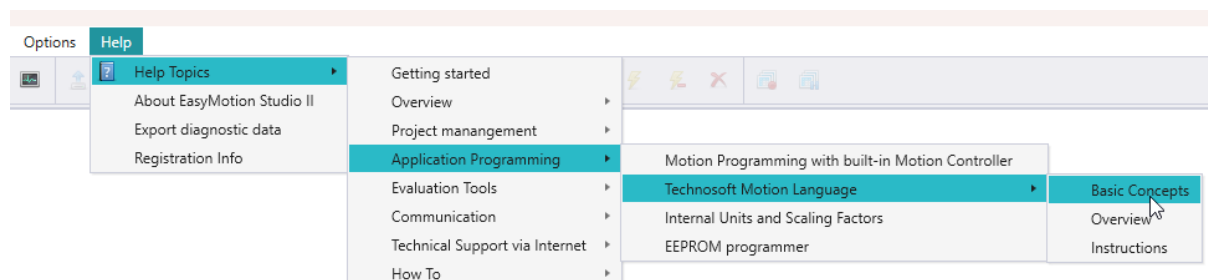 Options Help
Help Topics
About EasyMotion Studio II
Export diagnostic data
Registration Info
Getting started
Overview
Project manangement
Application Programming
Evaluation Tools
Communication
Technical Support via Internet
How To
Motion Programming with built-in Motion Controller
Technosoft Motion Language
Internal Units and Scaling Factors
EEPROM programmer
Basic Concepts
Overview
Instructions